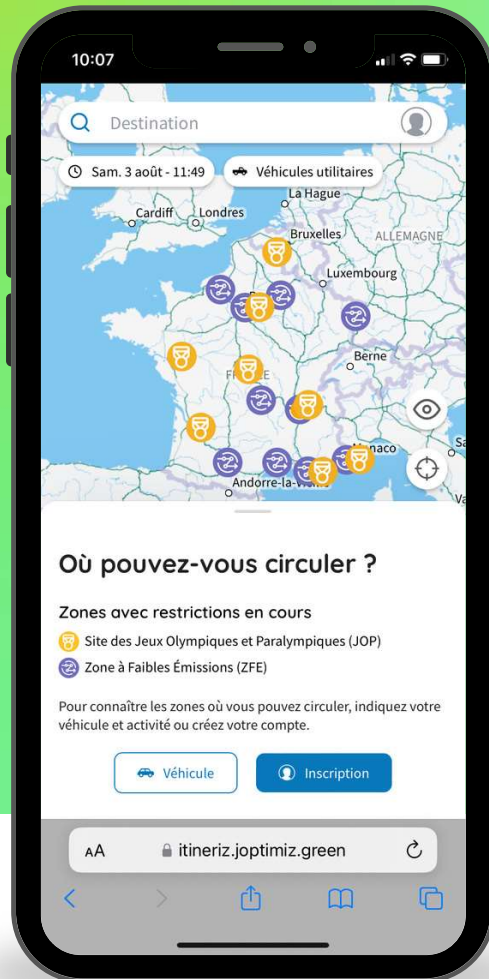 10:07
Destination
Sam. 3 août - 11:49
Véhicules utilitaires
La Hague
Cardiff
Londres
Bruxelles
ALLEMAGNE
Luxembourg
Berne
Andorre-la-
Où pouvez-vous circuler ?
Zones avec restrictions en cours
Site des Jeux Olympiques et Paralympiques (JOP)
Zone à Faibles Émissions (ZFE)
Pour connaître les zones où vous pouvez circuler, indiquez votre
véhicule et activité ou créez votre compte.
Véhicule
Inscription
AA
itineriz.joptimiz.green